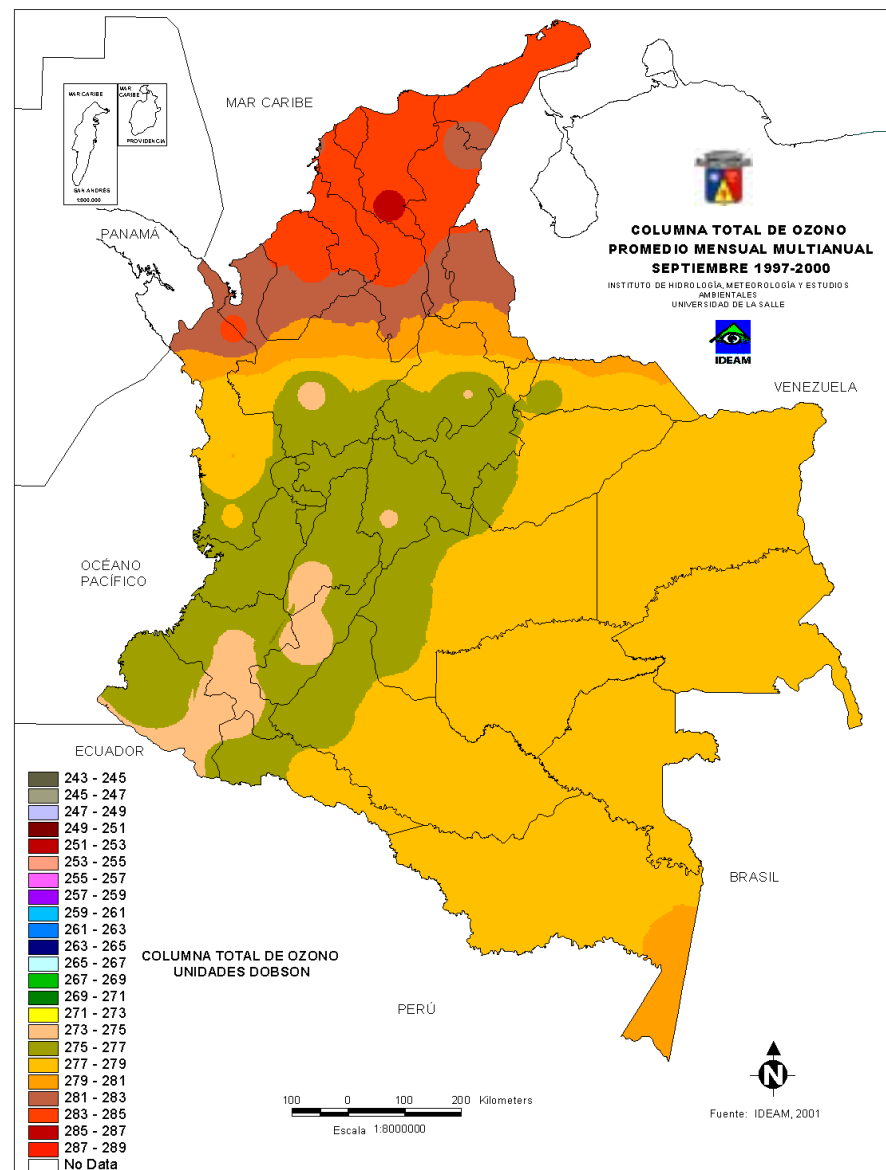 MAR CARIBE
MAR
CARIBE
PROVIDENCIA
SAN ANDRÉS
1:600.000
MAR CARIBE
PANAMÁ
COLUMNA TOTAL DE OZONO
PROMEDIO MENSUAL MULTIANUAL
SEPTIEMBRE 1997-2000
INSTITUTO DE HIDROLOGÍA, METEOROLOGÍA Y ESTUDIOS
AMBIENTALES
UNIVERSIDAD DE LA SALLE
IDEAM
VENEZUELA
OCÉANO
PACÍFICO
ECUADOR
BRASIL
PERÚ
243 - 245
245 - 247
247 - 249
249 - 251
251 - 253
253 - 255
255 - 257
257 - 259
259 - 261
261 - 263
263 - 265
265 - 267
267 - 269
269 - 271
271 - 273
273 - 275
275 - 277
277 - 279
279 - 281
281 - 283
283 - 285
285 - 287
287 - 289
No Data
COLUMNA TOTAL DE OZONO
UNIDADES DOBSON
100 0 100 200 Kilometers
Escala 1:8000000
N
Fuente: IDEAM, 2001